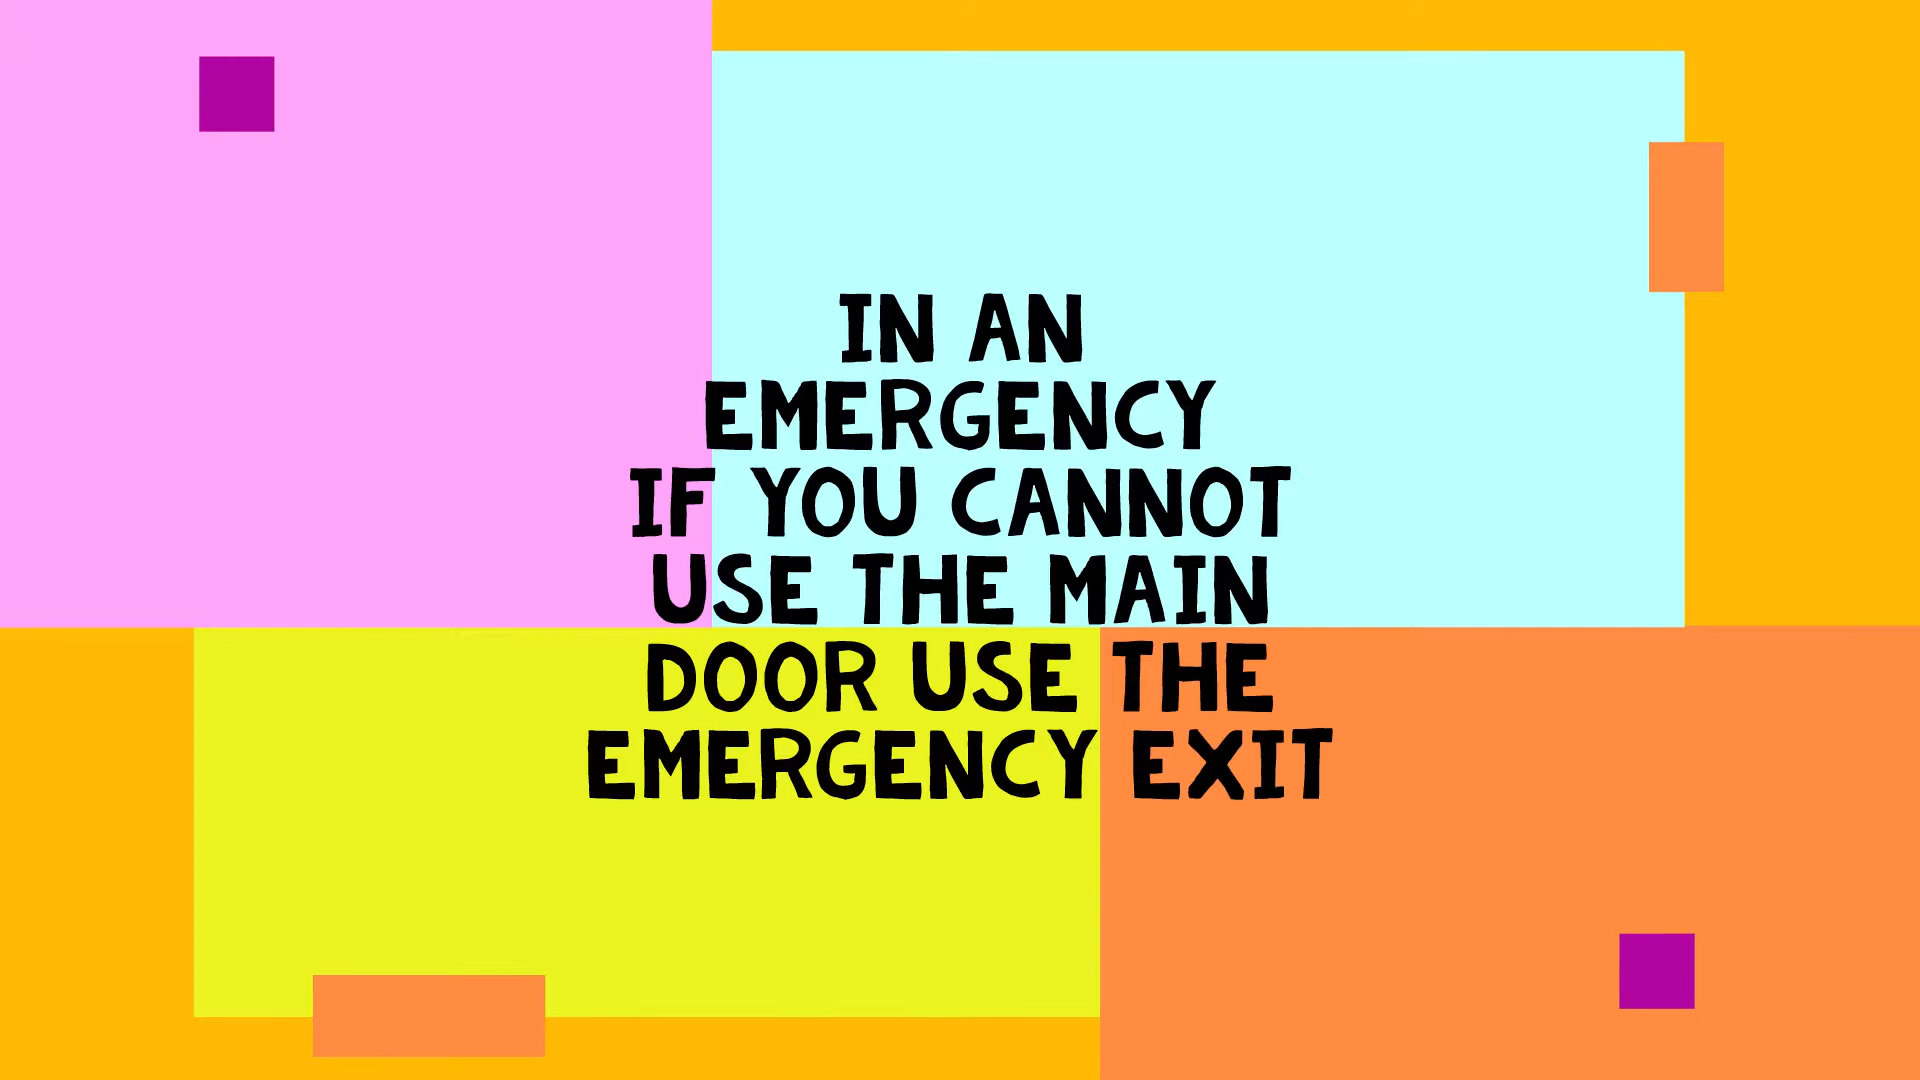 IN AN
EMERGENCY
IF YOU CANNOT
USE THE MAIN
DOOR USE THE
EMERGENCY EXIT